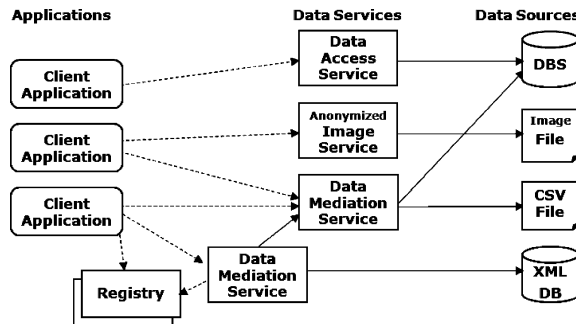 Applications
Data Services
Data Sources
Data
Access
Service
DBS
Client
Application
Anonymized
Image
Service
Image
File
Client
Application
Data
Mediation
Service
CSV
File
Client
Application
Data
Mediation
Service
XML
DB
Registry